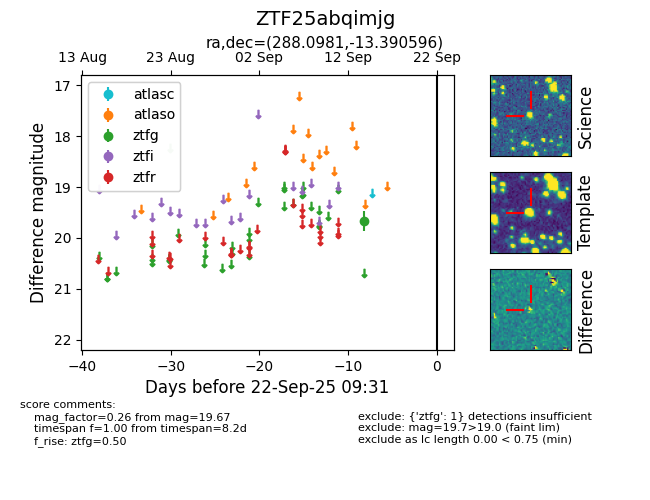 ZTF25abqimjg
ra,dec=(288.0981,-13.390596)
13 Aug
23 Aug
02 Sep
12 Sep
22 Sep
17
18
19
20
21
22
Difference magnitude
atlasc
atlaso
ztfg
ztfi
ztfr
−40
−30
−20
−10
0
Days before 22-Sep-25 09:31
Science
Template
Difference
score comments:
mag_factor=0.26 from mag=19.67
timespan f=1.00 from timespan=8.2d
f_rise: ztfg=0.50
exclude: {'ztfg': 1} detections insufficient
exclude: mag=19.7>19.0 (faint lim)
exclude as lc length 0.00 < 0.75 (min)